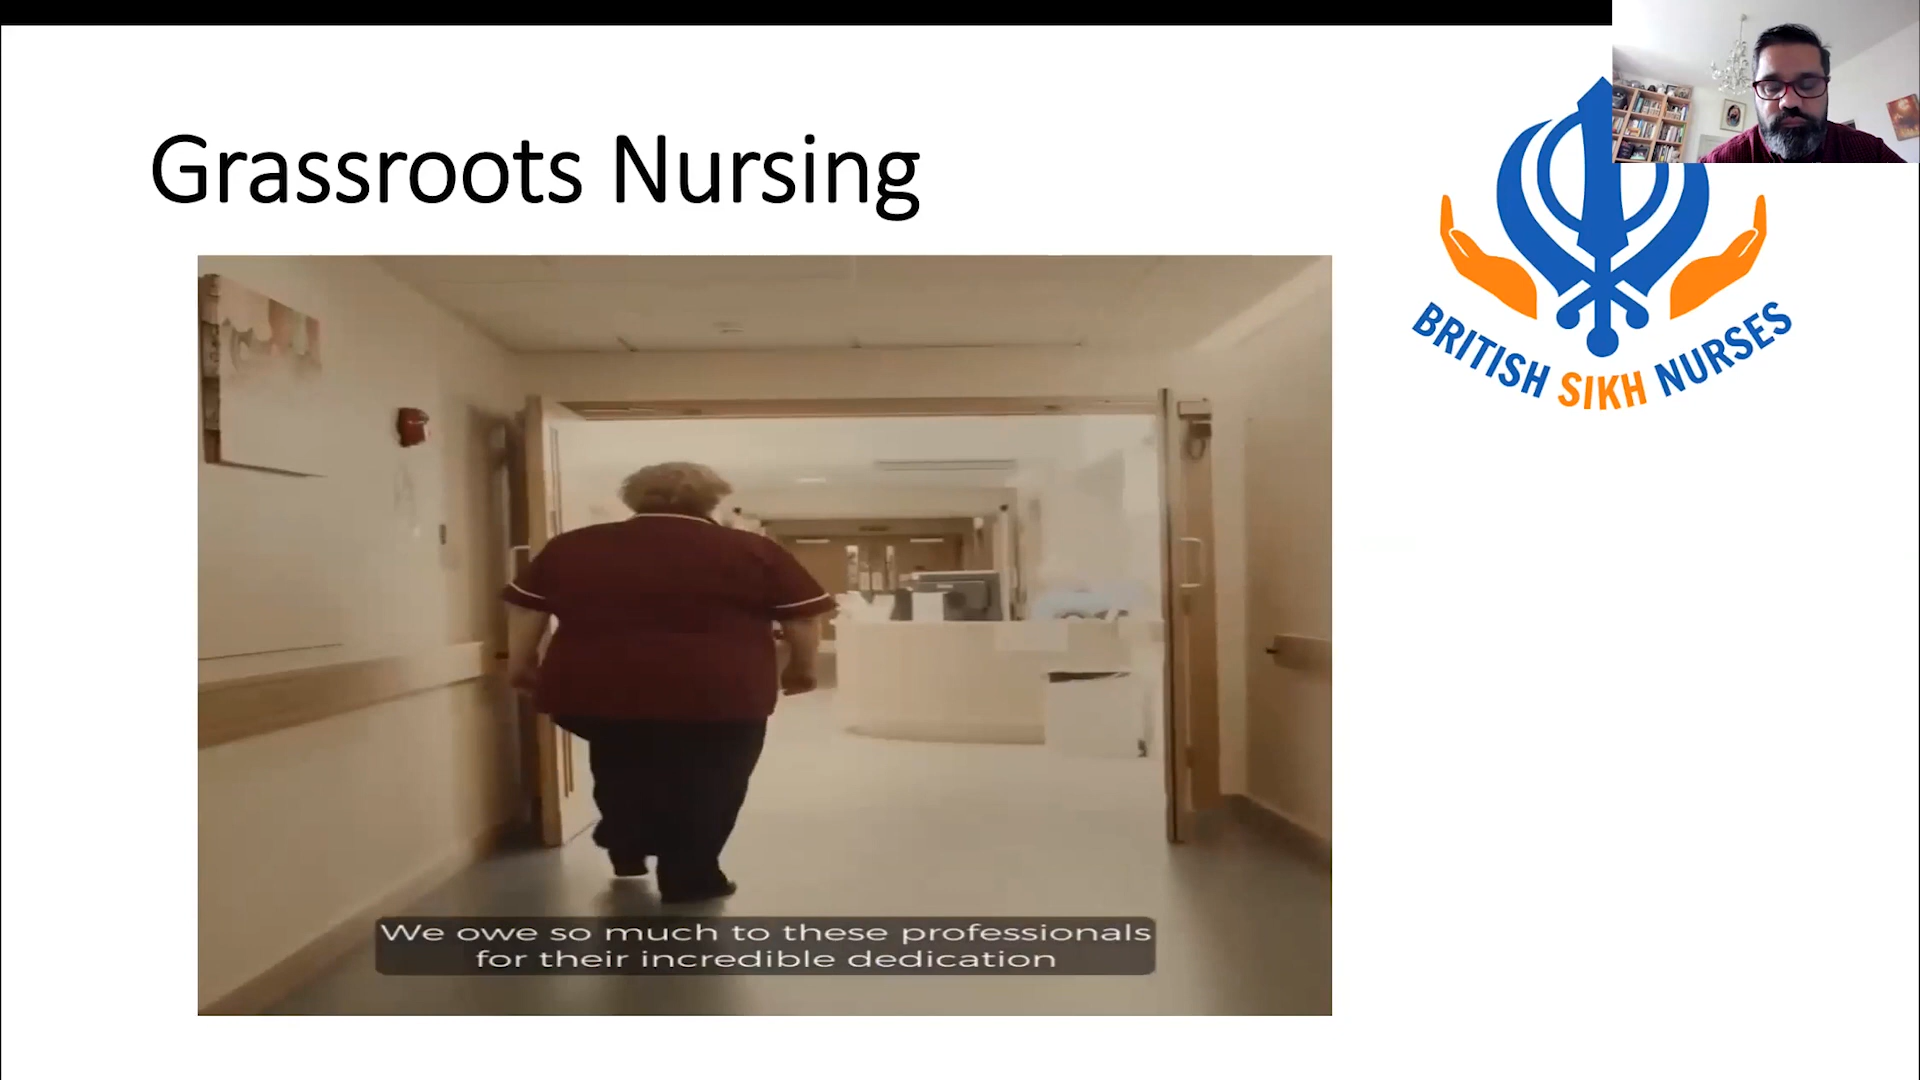 Grassroots Nursing
BRITISH SIKH NURSES
We owe so much to these professionals
for their incredible dedication